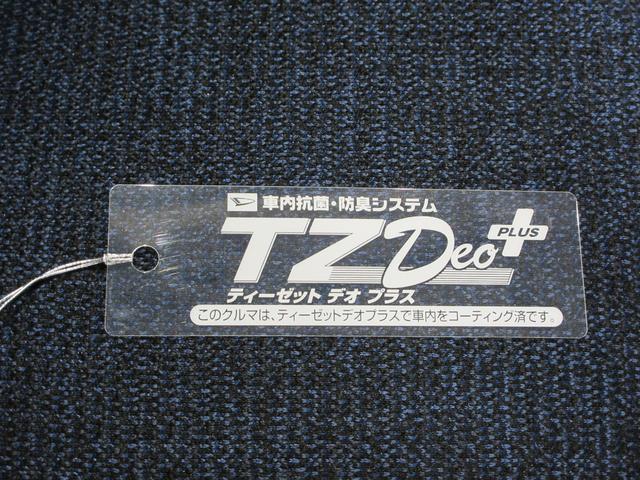 車内抗菌・防臭システム
TZ Deo PLUS
ティーゼット デオ プラス
このクルマは、ティーゼットデオプラスで車内をコーティング済です。